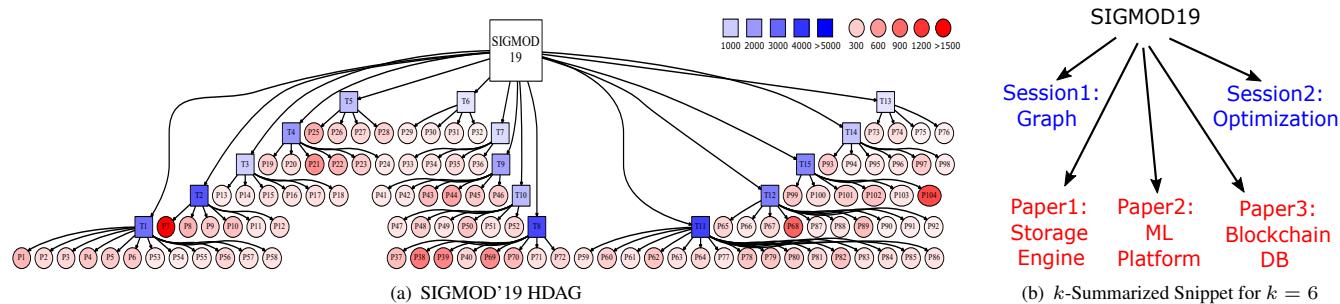 SIGMOD
19
1000 2000 3000 4000 >5000 300 600 900 1200 >1500
T5 T6 T13
T4 P25 P26 P27 P28 P29 P30 P31 P32 T7 T14 P73 P74 P75 P76
T3 P19 P20 P21 P22 P23 P24 P33 P34 P35 P36 T9 T15 P93 P94 P95 P96 P97 P98
T2 P13 P14 P15 P16 P17 P18 P41 P42 P43 P44 P45 P46 T10 T12 P99 P100 P101 P102 P103 P104
T1 P8 P9 P10 P11 P12 P47 P48 P49 P50 P51 P52 T8 T11 P65 P66 P67 P68 P87 P88 P89 P90 P91 P92
P1 P2 P3 P4 P5 P6 P53 P54 P55 P56 P57 P58 P37 P38 P39 P40 P69 P70 P71 P72 P59 P60 P61 P62 P63 P64 P77 P78 P79 P80 P81 P82 P83 P84 P85 P86
(a) SIGMOD'19 HDAG
SIGMOD19
Session1:
Graph
Session2:
Optimization
Paper1:
Storage
Engine
Paper2:
ML
Platform
Paper3:
Blockchain
DB
(b) k-Summarized Snippet for k = 6